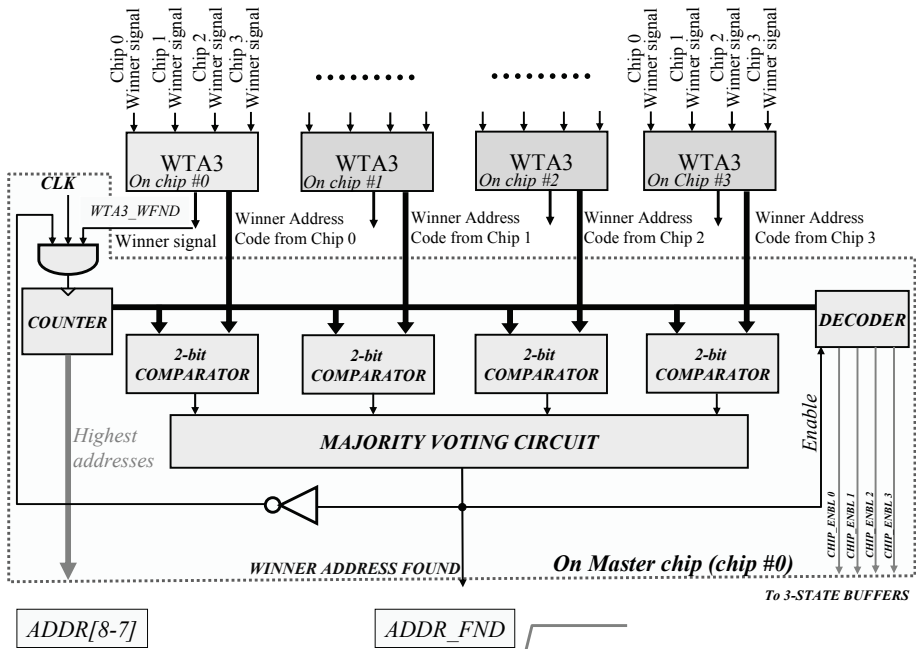 Chip 0
Winner signal
Chip 1
Winner signal
Chip 2
Winner signal
Chip 3
Winner signal
Chip 0
Winner signal
Chip 1
Winner signal
Chip 2
Winner signal
Chip 3
Winner signal
WTA3
On chip #0
WTA3
On chip #1
WTA3
On chip #2
WTA3
On Chip #3
CLK
WTA3_WFND
Winner signal
Winner Address
Code from Chip 0
Winner Address
Code from Chip 1
Winner Address
Code from Chip 2
Winner Address
Code from Chip 3
COUNTER
DECODER
2-bit
COMPARATOR
2-bit
COMPARATOR
2-bit
COMPARATOR
2-bit
COMPARATOR
Highest
addresses
MAJORITY VOTING CIRCUIT
Enable
CHIP_ENBL 0
CHIP_ENBL 1
CHIP_ENBL 2
CHIP_ENBL 3
WINNER ADDRESS FOUND
On Master chip (chip #0)
To 3-STATE BUFFERS
ADDR[8-7]
ADDR_FND